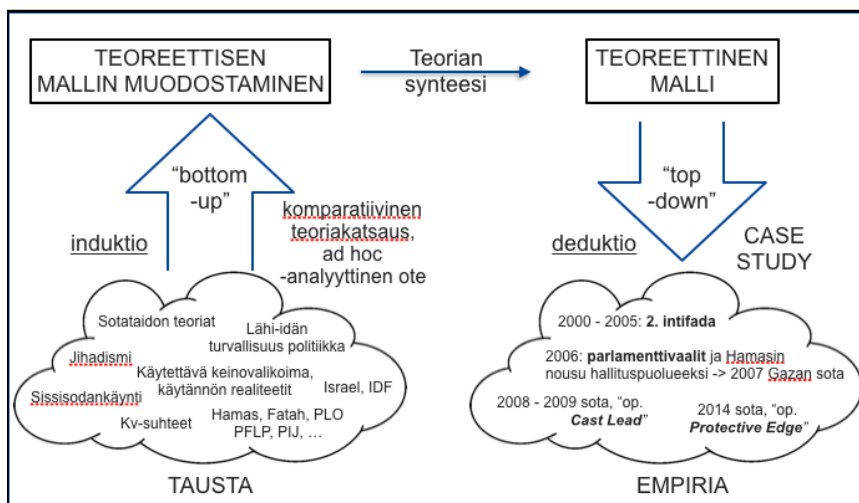 TEOREETTISEN
MALLIN MUODOSTAMINEN
Teorian
synteesi
TEOREETTINEN
MALLI
“bottom
-up”
induktio
komparatiivinen
teoriakatsaus,
ad hoc
-analyyttinen ote
“top
-down”
deduktio
CASE
STUDY
Sotataidon teoriat
Lähi-idän
turvallisuus politiikka
Jihadismi
Käytettävä keinovalikoima,
käytännön realiteetit
Israel, IDF
Sissisodankäynti
Kv-suhteet
Hamas, Fatah, PLO
PFLP, PIJ, …
TAUSTA
2000 - 2005: 2. intifada
2006: parlamenttivaalit ja Hamasin
nousu hallituspuolueeksi -> 2007 Gazan sota
2008 - 2009 sota, “op.
Cast Lead”
2014 sota, “op.
Protective Edge”
EMPIRIA